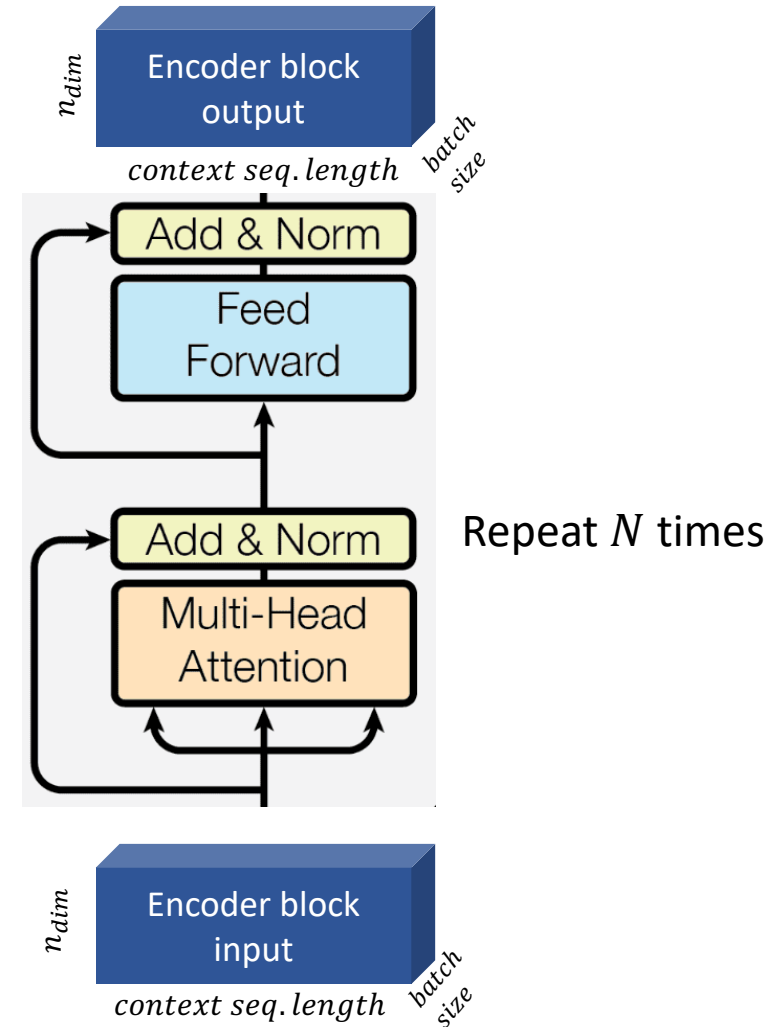 Encoder block
output
n_dim
context seq. length
batch
size
Add & Norm
Feed
Forward
Add & Norm
Repeat N times
Multi-Head
Attention
Encoder block
input
n_dim
context seq. length
batch
size